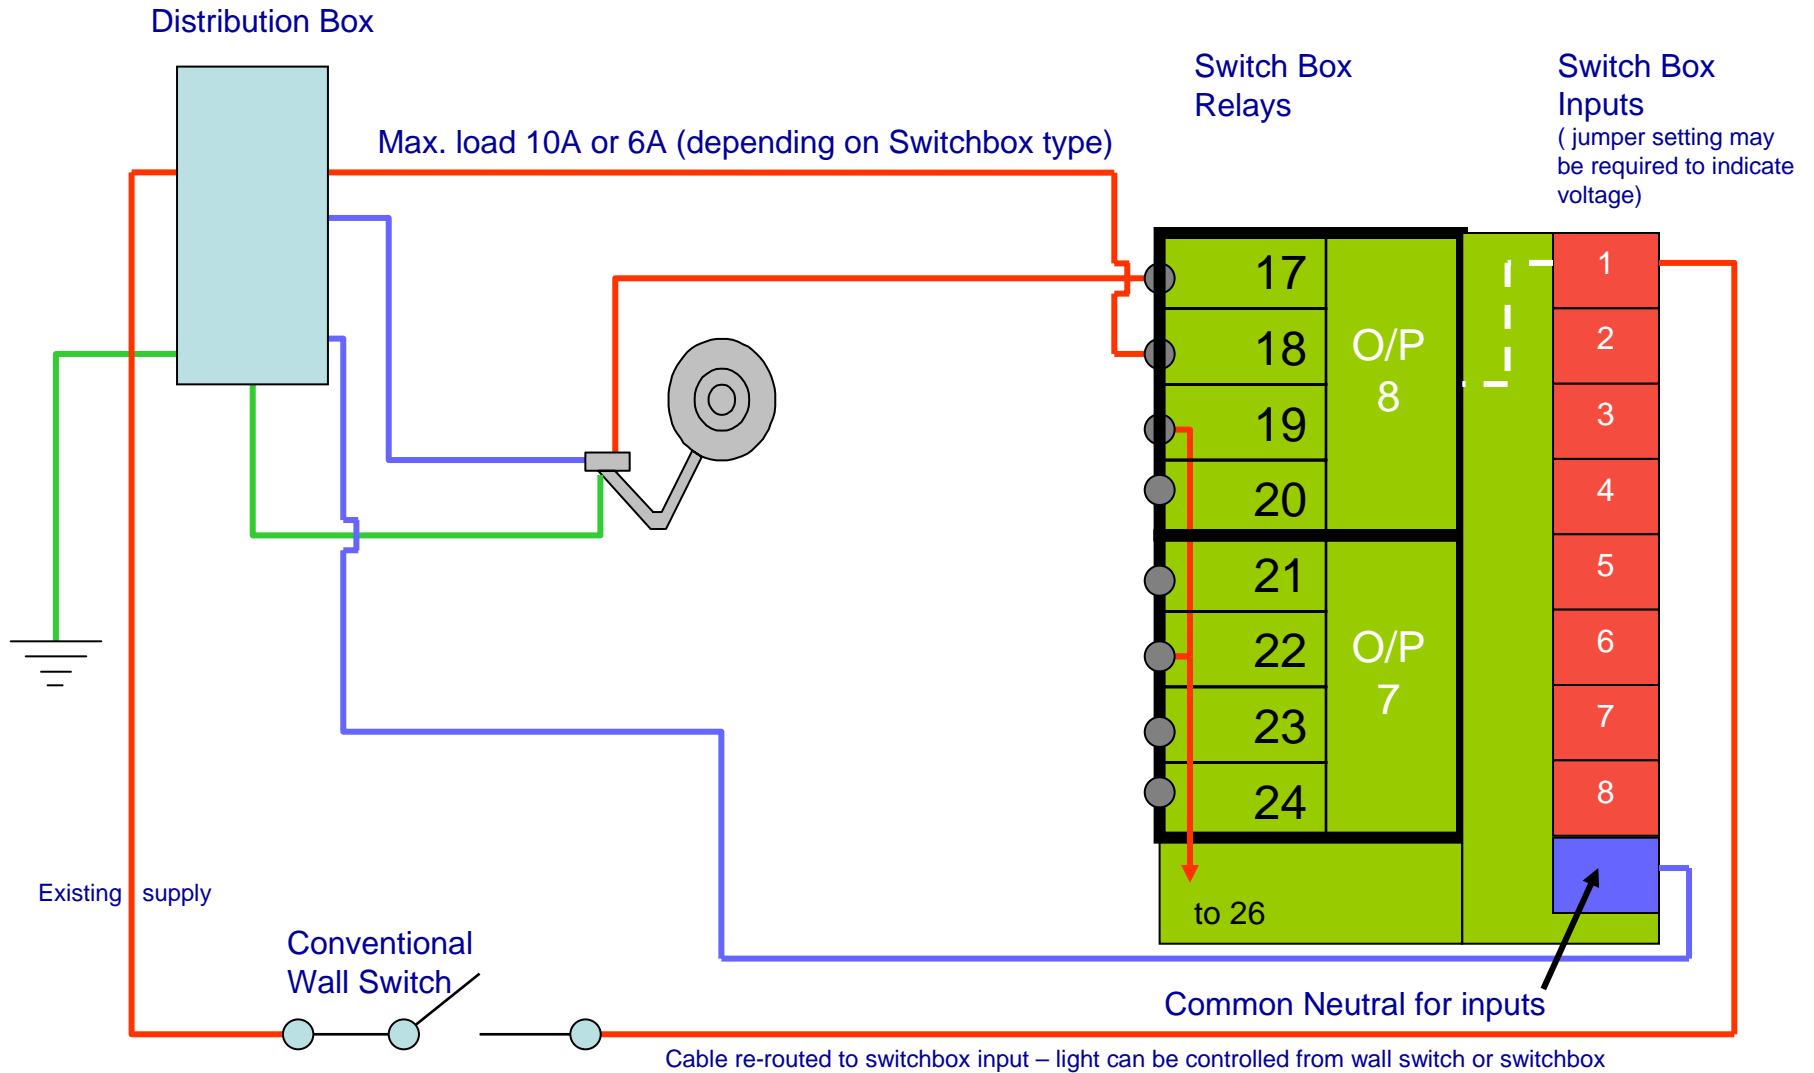 Distribution Box
Switch Box
Relays
Switch Box
Inputs
( jumper setting may
be required to indicate
voltage)
Max. load 10A or 6A (depending on Switchbox type)
17
18
19
20
O/P
8
21
22
23
24
O/P
7
to 26
1
2
3
4
5
6
7
8
Existing supply
Conventional
Wall Switch
Common Neutral for inputs
Cable re-routed to switchbox input – light can be controlled from wall switch or switchbox